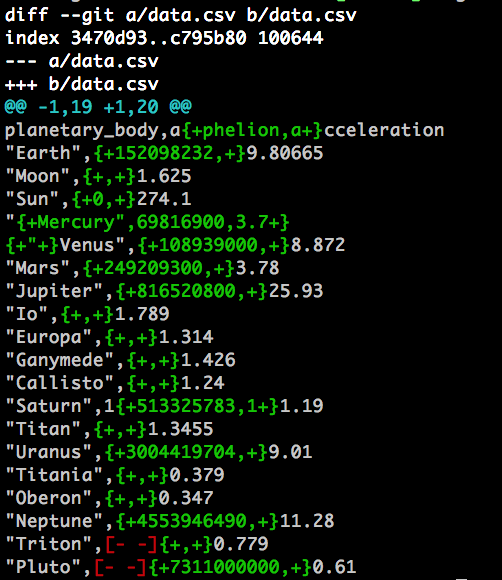 diff --git a/data.csv b/data.csv
index 3470d93..c795b80 100644
--- a/data.csv
+++ b/data.csv
@@ -1,19 +1,20 @@
planetary_body,a{+phelion,a+}cceleration
"Earth",{+152098232,+}9.80665
"Moon",{+,+}1.625
"Sun",{+0,+}274.1
"{+Mercury",69816900,3.7+}
{+"+}Venus",{+108939000,+}8.872
"Mars",{+249209300,+}3.78
"Jupiter",{+816520800,+}25.93
"Io",{+,+}1.789
"Europa",{+,+}1.314
"Ganymede",{+,+}1.426
"Callisto",{+,+}1.24
"Saturn",1{+513325783,1+}1.19
"Titan",{+,+}1.3455
"Uranus",{+3004419704,+}9.01
"Titania",{+,+}0.379
"Oberon",{+,+}0.347
"Neptune",{+4553946490,+}11.28
"Triton",[- -]{+,+}0.779
"Pluto",[- -]{+7311000000,+}0.61